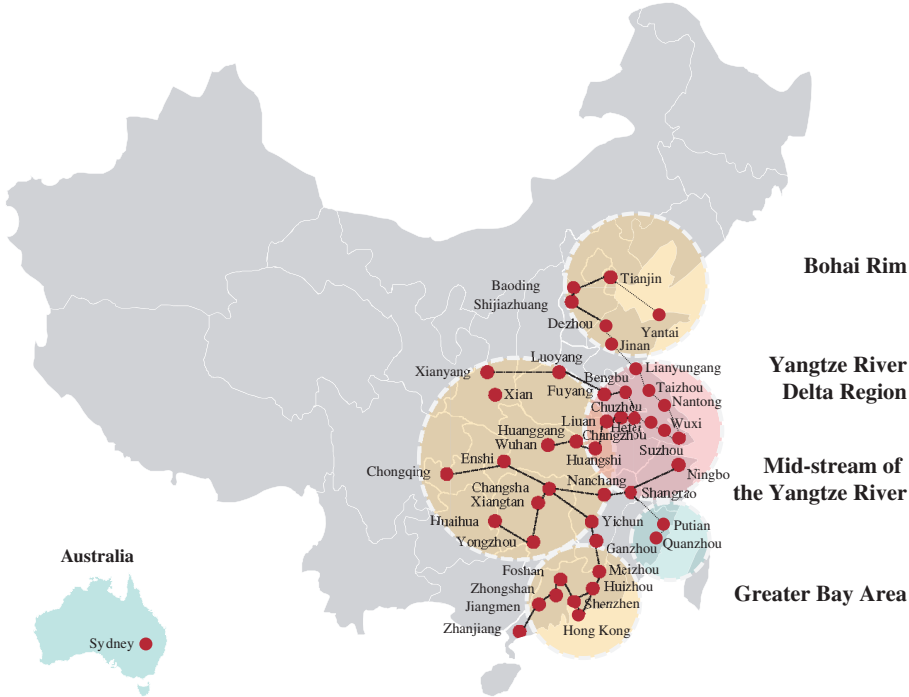 Bohai Rim
Tianjin
Baoding
Shijiazhuang
Dezhou
Yantai
Jinan
Yangtze River
Delta Region
Luoyang
Xianyang
Lianyungang
Bengbu
Taizhou
Fuyang
Xian
Nantong
Chuzhou
Liuan
Hefei
Wuxi
Huanggang
Changzhou
Wuhan
Suzhou
Huangshi
Enshi
Mid-stream of
the Yangtze River
Chongqing
Ningbo
Nanchang
Changsha
Shangrao
Xiangtan
Huaihua
Yichun
Putian
Yongzhou
Ganzhou
Quanzhou
Australia
Foshan
Meizhou
Zhongshan
Huizhou
Greater Bay Area
Jiangmen
Shenzhen
Zhanjiang
Hong Kong
Sydney